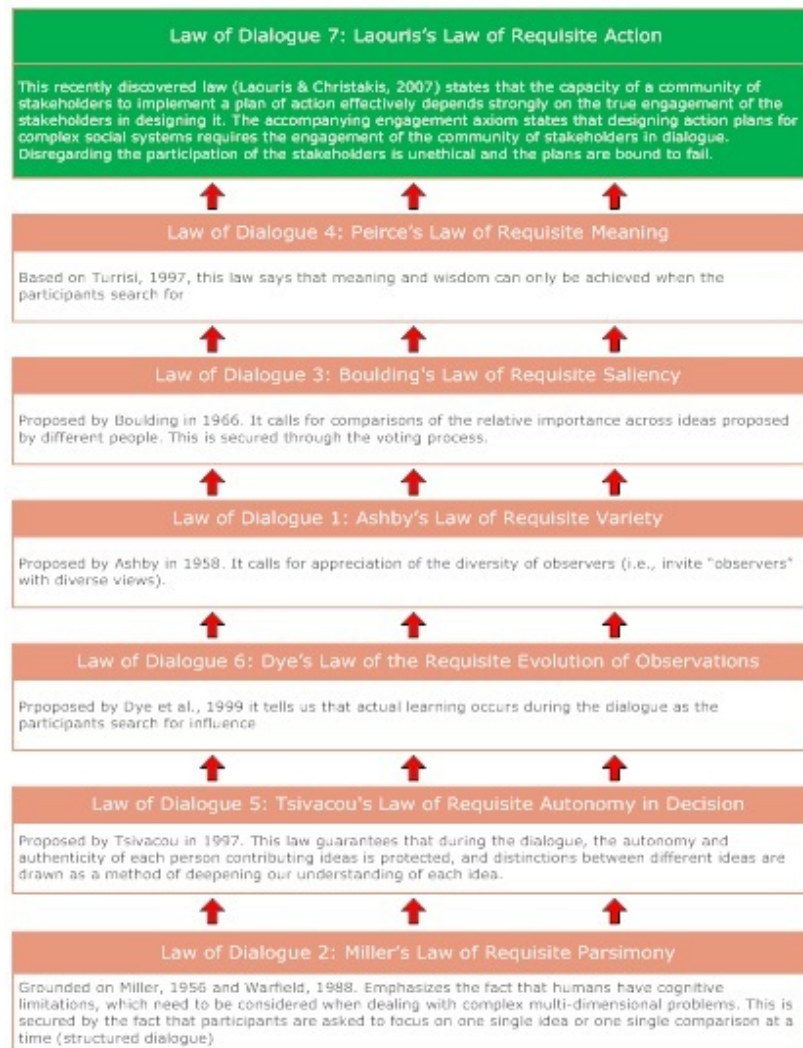 Law of Dialogue 7: Laouris's Law of Requisite Action
This recently discovered law (Laouris & Christakis, 2007) states that the capacity of a community of
stakeholders to implement a plan of action effectively depends strongly on the true engagement of the
stakeholders in designing it. The accompanying engagement axiom states that designing action plans for
complex social systems requires the engagement of the community of stakeholders in dialogue.
Disregarding the participation of the stakeholders is unethical and the plans are bound to fail.
Law of Dialogue 4: Peirce's Law of Requisite Meaning
Based on Turrisi, 1997, this law says that meaning and wisdom can only be achieved when the
participants search for
Law of Dialogue 3: Boulding's Law of Requisite Saliency
Proposed by Boulding in 1966. It calls for comparisons of the relative importance across ideas proposed
by different people. This is secured through the voting process.
Law of Dialogue 1: Ashby's Law of Requisite Variety
Proposed by Ashby in 1958. It calls for appreciation of the diversity of observers (i.e., invite "observers"
with diverse views).
Law of Dialogue 6: Dye's Law of the Requisite Evolution of Observations
Prpoposed by Dye et al., 1999 it tells us that actual learning occurs during the dialogue as the
participants search for influence
Law of Dialogue 5: Tsivacou's Law of Requisite Autonomy in Decision
Proposed by Tsivacou in 1997. This law guarantees that during the dialogue, the autonomy and
authenticity of each person contributing ideas is protected, and distinctions between different ideas are
drawn as a method of deepening our understanding of each idea.
Law of Dialogue 2: Miller's Law of Requisite Parsimony
Grounded on Miller, 1956 and Warfield, 1988. Emphasizes the fact that humans have cognitive
limitations, which need to be considered when dealing with complex multi-dimensional problems. This is
secured by the fact that participants are asked to focus on one single idea or one single comparison at a
time (structured dialogue)